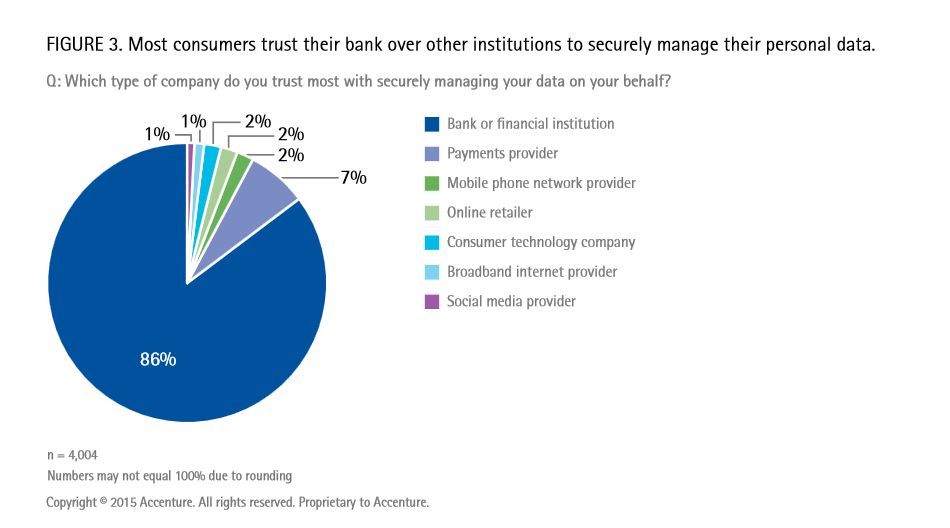 FIGURE 3. Most consumers trust their bank over other institutions to securely manage their personal data.
Q: Which type of company do you trust most with securely managing your data on your behalf?
1%
1%
2%
2%
2%
7%
86%
Bank or financial institution
Payments provider
Mobile phone network provider
Online retailer
Consumer technology company
Broadband internet provider
Social media provider
n = 4,004
Numbers may not equal 100% due to rounding
Copyright © 2015 Accenture. All rights reserved. Proprietary to Accenture.